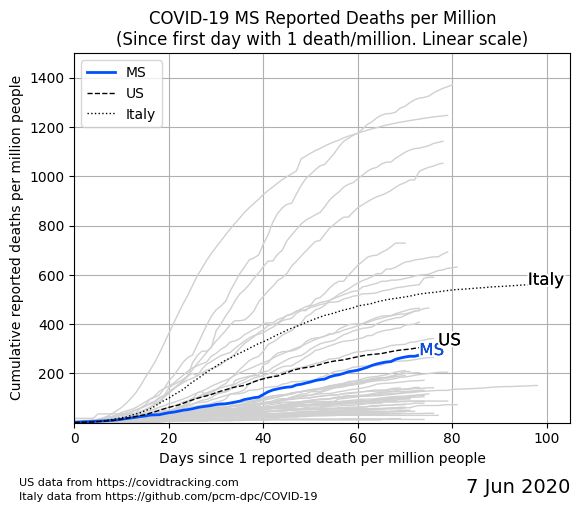 COVID-19 MS Reported Deaths per Million
(Since first day with 1 death/million. Linear scale)
MS
US
Italy
Cumulative reported deaths per million people
1400
1200
1000
800
600
400
200
Italy
US
MS
0
20
40
60
80
100
Days since 1 reported death per million people
US data from https://covidtracking.com
Italy data from https://github.com/pcm-dpc/COVID-19
7 Jun 2020